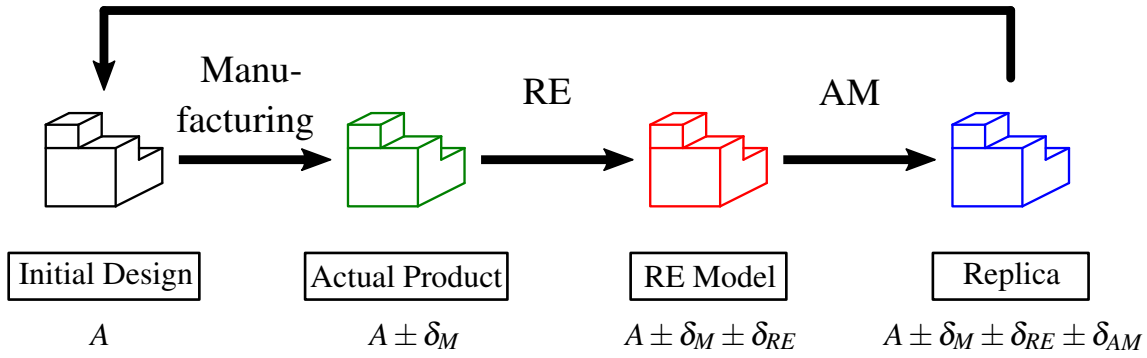 Manu-
facturing
RE
AM
Initial Design
Actual Product
RE Model
Replica
A
A ± δ_M
A ± δ_M ± δ_RE
A ± δ_M ± δ_RE ± δ_AM